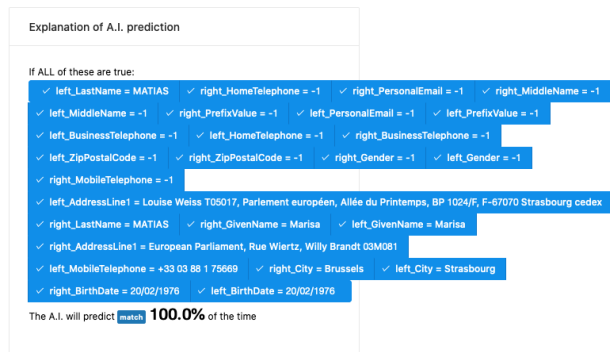 Explanation of A.I. prediction
If ALL of these are true:
✓ left_LastName = MATIAS ✓ right_HomeTelephone = -1 ✓ right_PersonalEmail = -1 ✓ right_MiddleName = -1
✓ left_MiddleName = -1 ✓ right_PrefixValue = -1 ✓ left_PersonalEmail = -1 ✓ left_PrefixValue = -1
✓ left_BusinessTelephone = -1 ✓ left_HomeTelephone = -1 ✓ right_BusinessTelephone = -1
✓ left_ZipPostalCode = -1 ✓ right_ZipPostalCode = -1 ✓ right_Gender = -1 ✓ left_Gender = -1
✓ right_MobileTelephone = -1
✓ left_AddressLine1 = Louise Weiss T05017, Parlement européen, Allée du Printemps, BP 1024/F, F-67070 Strasbourg cedex
✓ right_LastName = MATIAS ✓ right_GivenName = Marisa ✓ left_GivenName = Marisa
✓ right_AddressLine1 = European Parliament, Rue Wiertz, Willy Brandt 03M081
✓ left_MobileTelephone = +33 03 88 1 75669 ✓ right_City = Brussels ✓ left_City = Strasbourg
✓ right_BirthDate = 20/02/1976 ✓ left_BirthDate = 20/02/1976
The A.I. will predict match 100.0% of the time